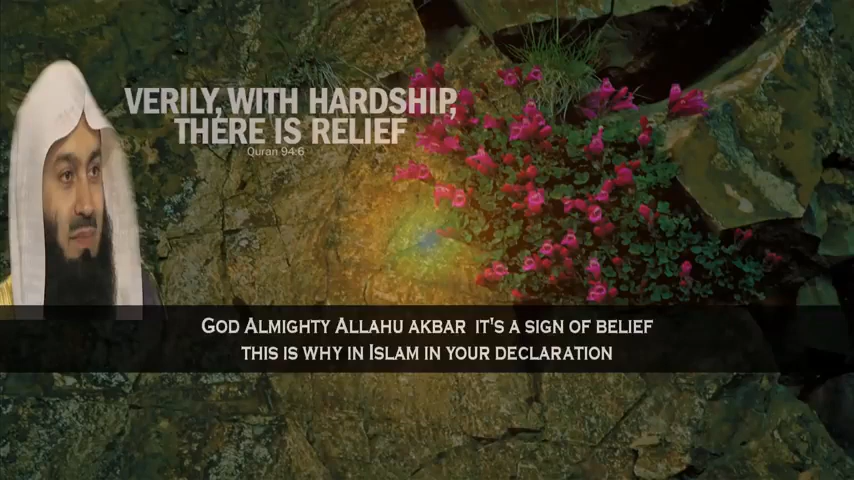 VERILY, WITH HARDSHIP,
THERE IS RELIEF
Quran 94:6
GOD ALMIGHTY ALLAHU AKBAR IT'S A SIGN OF BELIEF
THIS IS WHY IN ISLAM IN YOUR DECLARATION